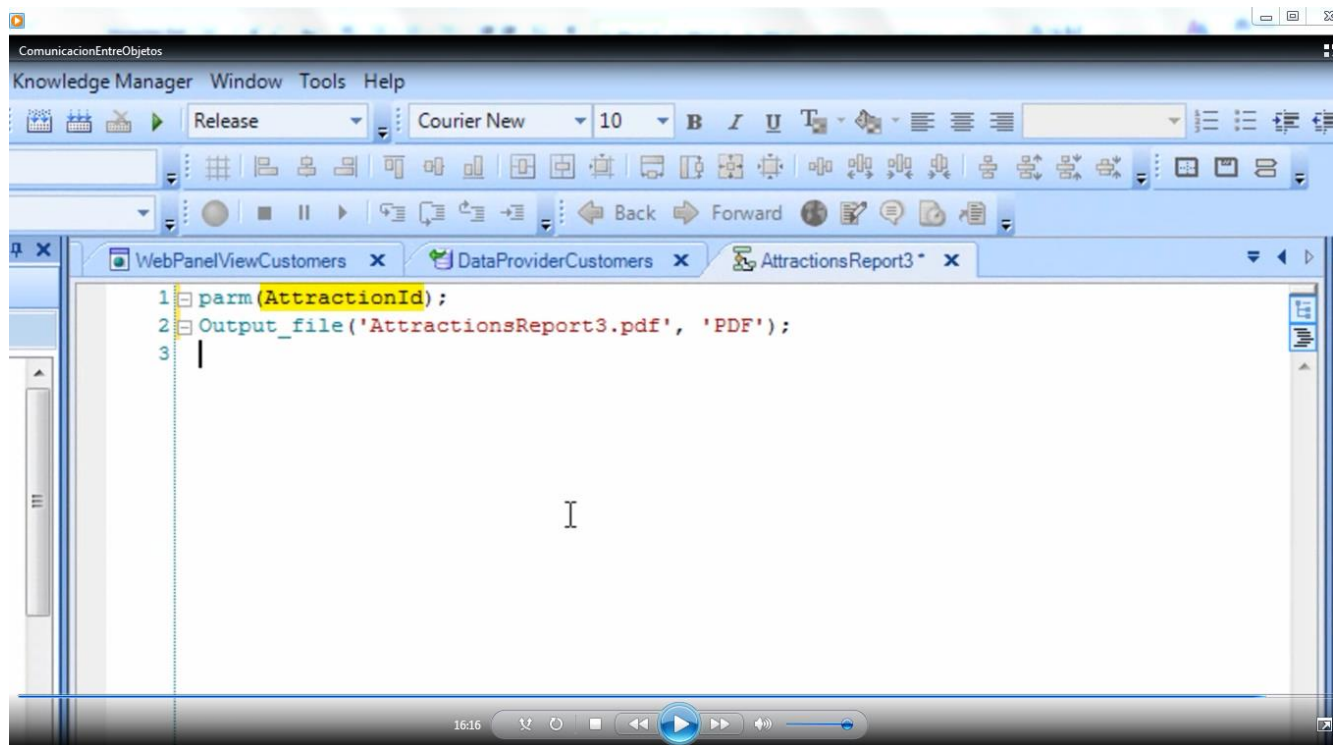 ComunicacionEntreObjetos
Knowledge Manager Window Tools Help
Release Courier New 10 B I U T
Back Forward
WebPanelViewCustomers x DataProviderCustomers x AttractionsReport3* x
1 parm(AttractionId);
2 Output_file('AttractionsReport3.pdf', 'PDF');
3
16:16